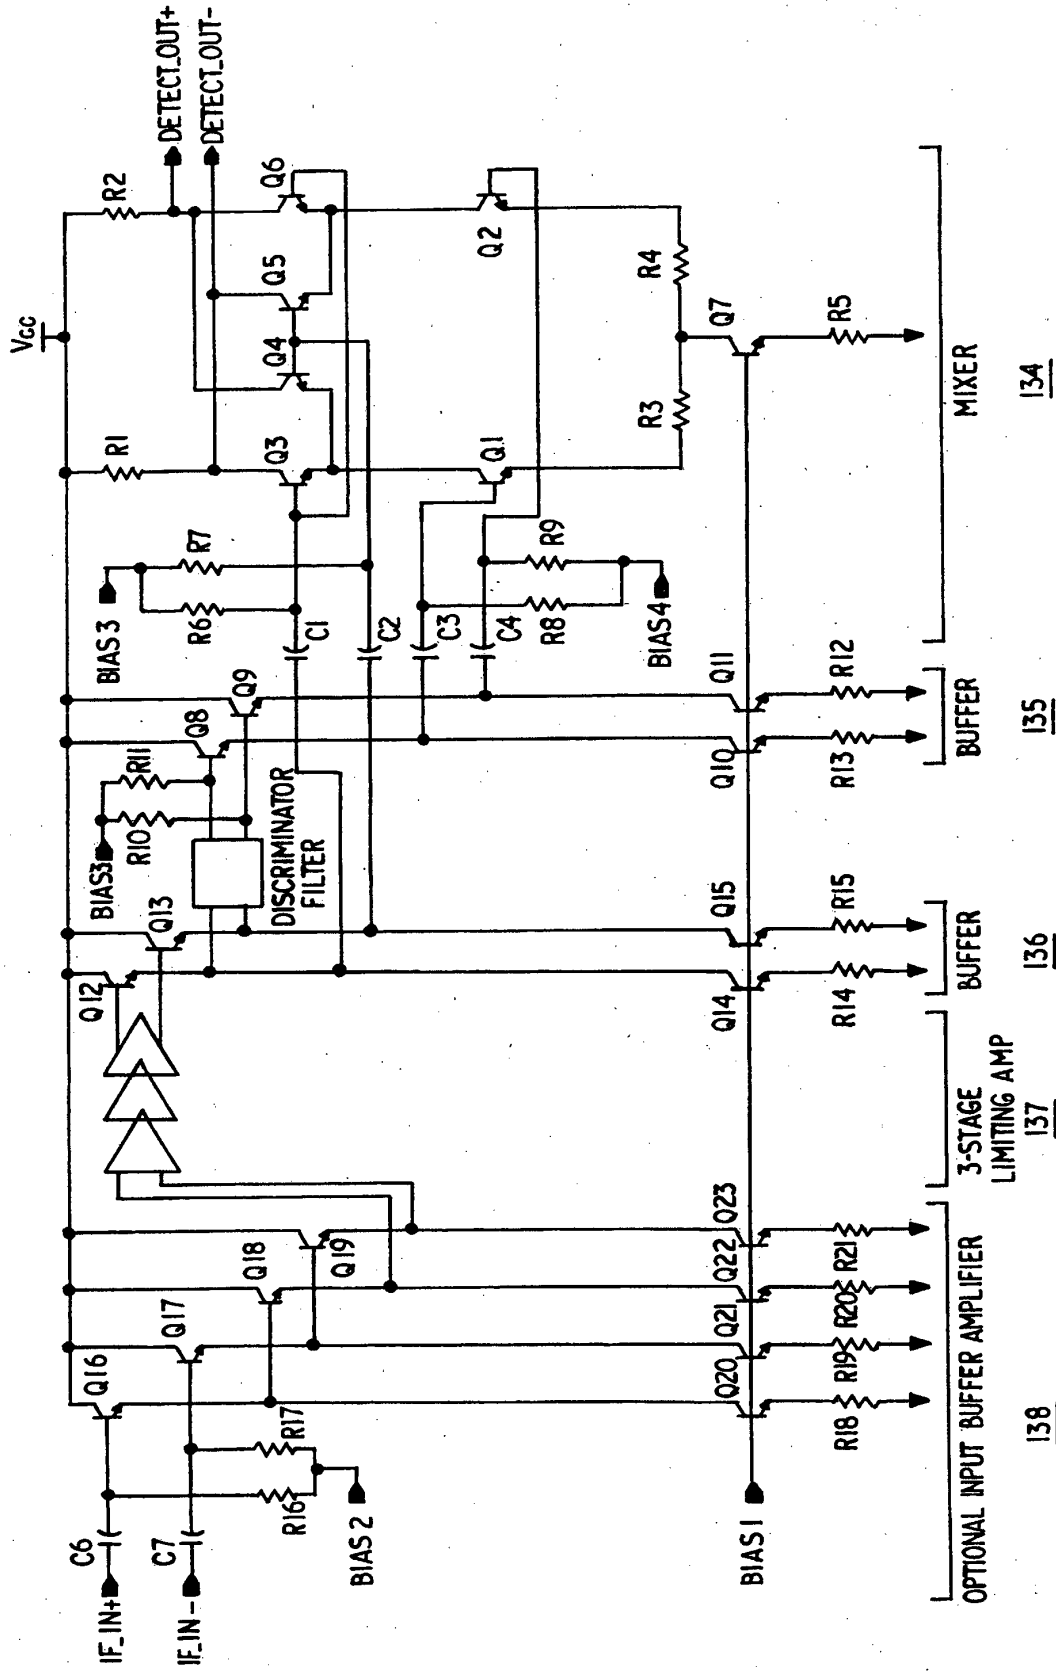 VCC
DETECT_OUT+
DETECT_OUT-
R1
R2
Q3
Q4
Q5
Q6
Q1
Q2
R3
R4
Q7
R5
BIAS 3
R6
R7
C1
C2
C3
C4
R8
R9
BIAS4
MIXER
134
Q8
Q9
R11
R10
BIAS3
DISCRIMINATOR
FILTER
Q10
Q11
R13
R12
BUFFER
135
Q12
Q13
Q14
Q15
R14
R15
BUFFER
136
3-STAGE
LIMITING AMP
137
IF_IN+
IF_IN-
C6
C7
Q16
Q17
Q18
Q19
R16
R17
BIAS 2
BIAS 1
Q20
Q21
Q22
Q23
R18
R19
R20
R21
OPTIONAL INPUT BUFFER AMPLIFIER
138